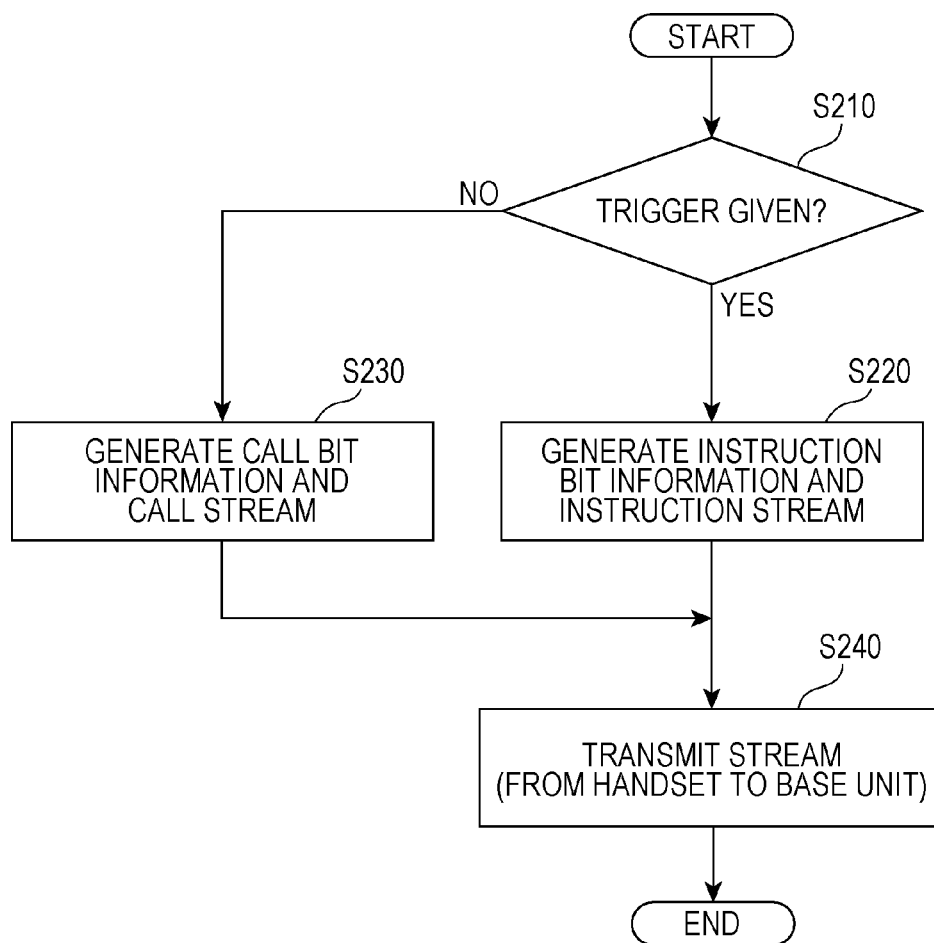 START
S210
TRIGGER GIVEN?
NO
YES
S230
GENERATE CALL BIT
INFORMATION AND
CALL STREAM
S220
GENERATE INSTRUCTION
BIT INFORMATION AND
INSTRUCTION STREAM
S240
TRANSMIT STREAM
(FROM HANDSET TO BASE UNIT)
END